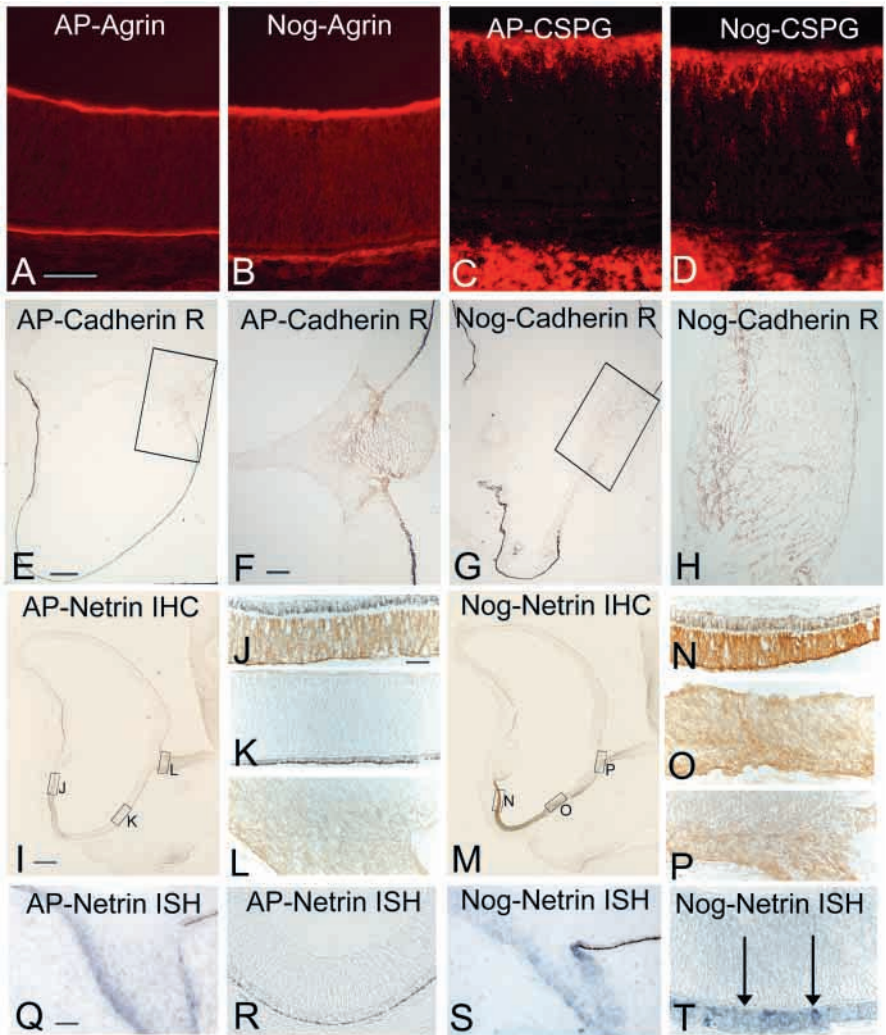 AP-Agrin
Nog-Agrin
AP-CSPG
Nog-CSPG
A
B
C
D
AP-Cadherin R
AP-Cadherin R
Nog-Cadherin R
Nog-Cadherin R
E
F
G
H
AP-Netrin IHC
Nog-Netrin IHC
J
N
K
O
L
P
J
K
L
N
O
P
I
M
AP-Netrin ISH
AP-Netrin ISH
Nog-Netrin ISH
Nog-Netrin ISH
Q
R
S
T